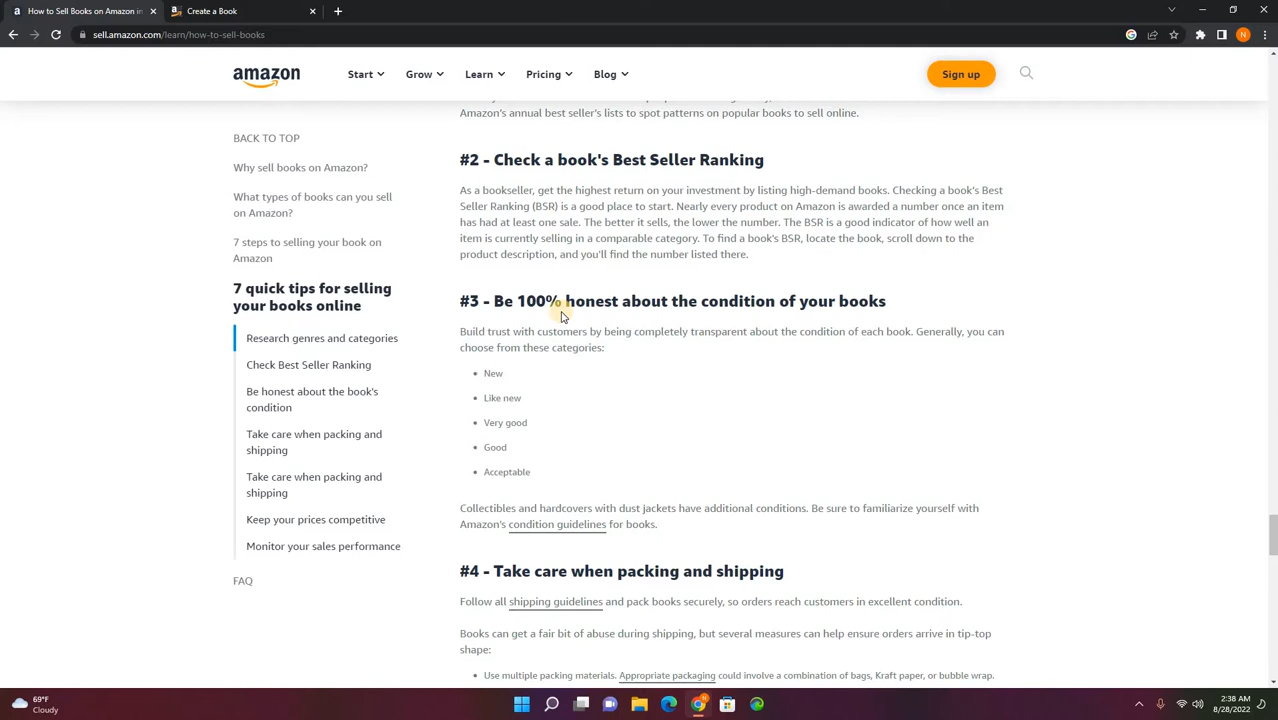 How to Sell Books on Amazon: in
Create a Book
sell.amazon.com/learn/how-to-sell-books
N
amazon
Start
Grow
Learn
Pricing
Blog
Sign up
BACK TO TOP
Why sell books on Amazon?
What types of books can you sell
on Amazon?
7 steps to selling your book on
Amazon
7 quick tips for selling
your books online
Research genres and categories
Check Best Seller Ranking
Be honest about the book's
condition
Take care when packing and
shipping
Take care when packing and
shipping
Keep your prices competitive
Monitor your sales performance
FAQ
Amazon's annual best seller's lists to spot patterns on popular books to sell online.
#2 - Check a book's Best Seller Ranking
As a bookseller, get the highest return on your investment by listing high-demand books. Checking a book's Best
Seller Ranking (BSR) is a good place to start. Nearly every product on Amazon is awarded a number once an item
has had at least one sale. The better it sells, the lower the number. The BSR is a good indicator of how well an
item is currently selling in a comparable category. To find a book's BSR, locate the book, scroll down to the
product description, and you'll find the number listed there.
#3 - Be 100% honest about the condition of your books
Build trust with customers by being completely transparent about the condition of each book. Generally, you can
choose from these categories:
• New
• Like new
• Very good
• Good
• Acceptable
Collectibles and hardcovers with dust jackets have additional conditions. Be sure to familiarize yourself with
Amazon's condition guidelines for books.
#4 - Take care when packing and shipping
Follow all shipping guidelines and pack books securely, so orders reach customers in excellent condition.
Books can get a fair bit of abuse during shipping, but several measures can help ensure orders arrive in tip-top
shape:
• Use multiple packing materials. Appropriate packaging could involve a combination of bags, Kraft paper, or bubble wrap.
69°F
Cloudy
2:38 AM
8/28/2022